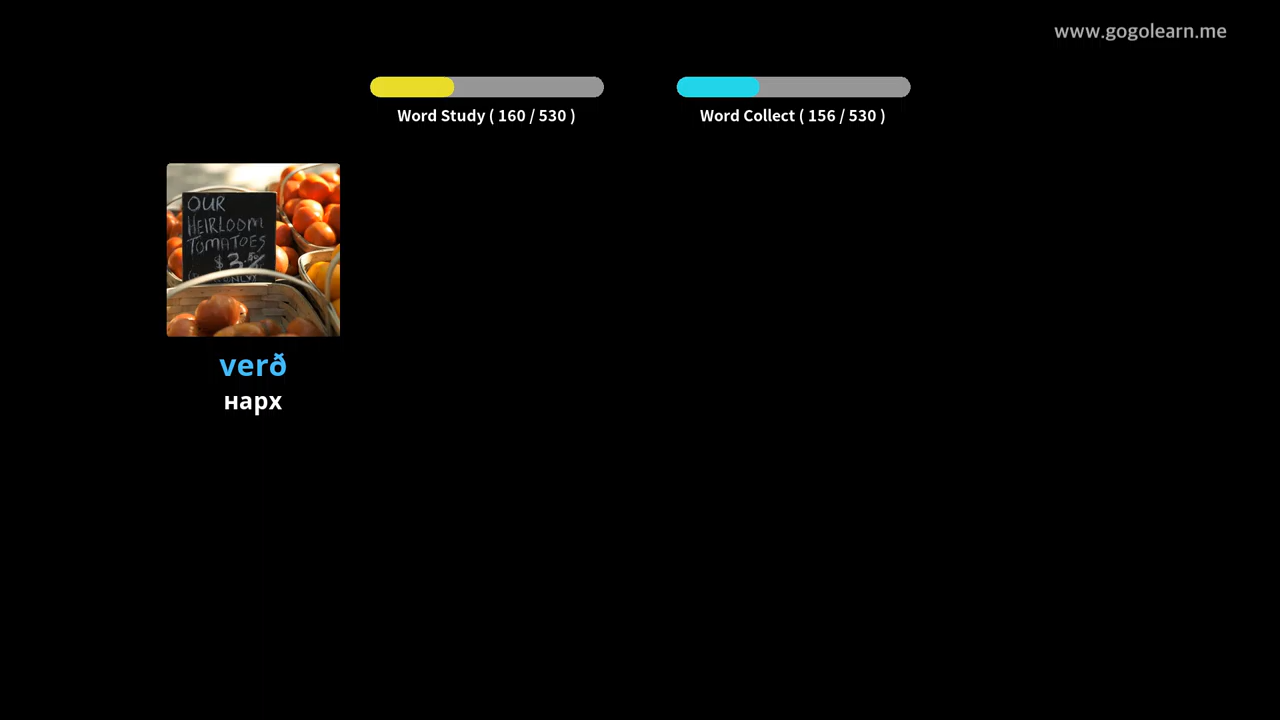 www.gogolearn.me
Word Study ( 160 / 530 )
Word Collect ( 156 / 530 )
OUR
HEIRLOOM
TOMATOES
verð
нарх